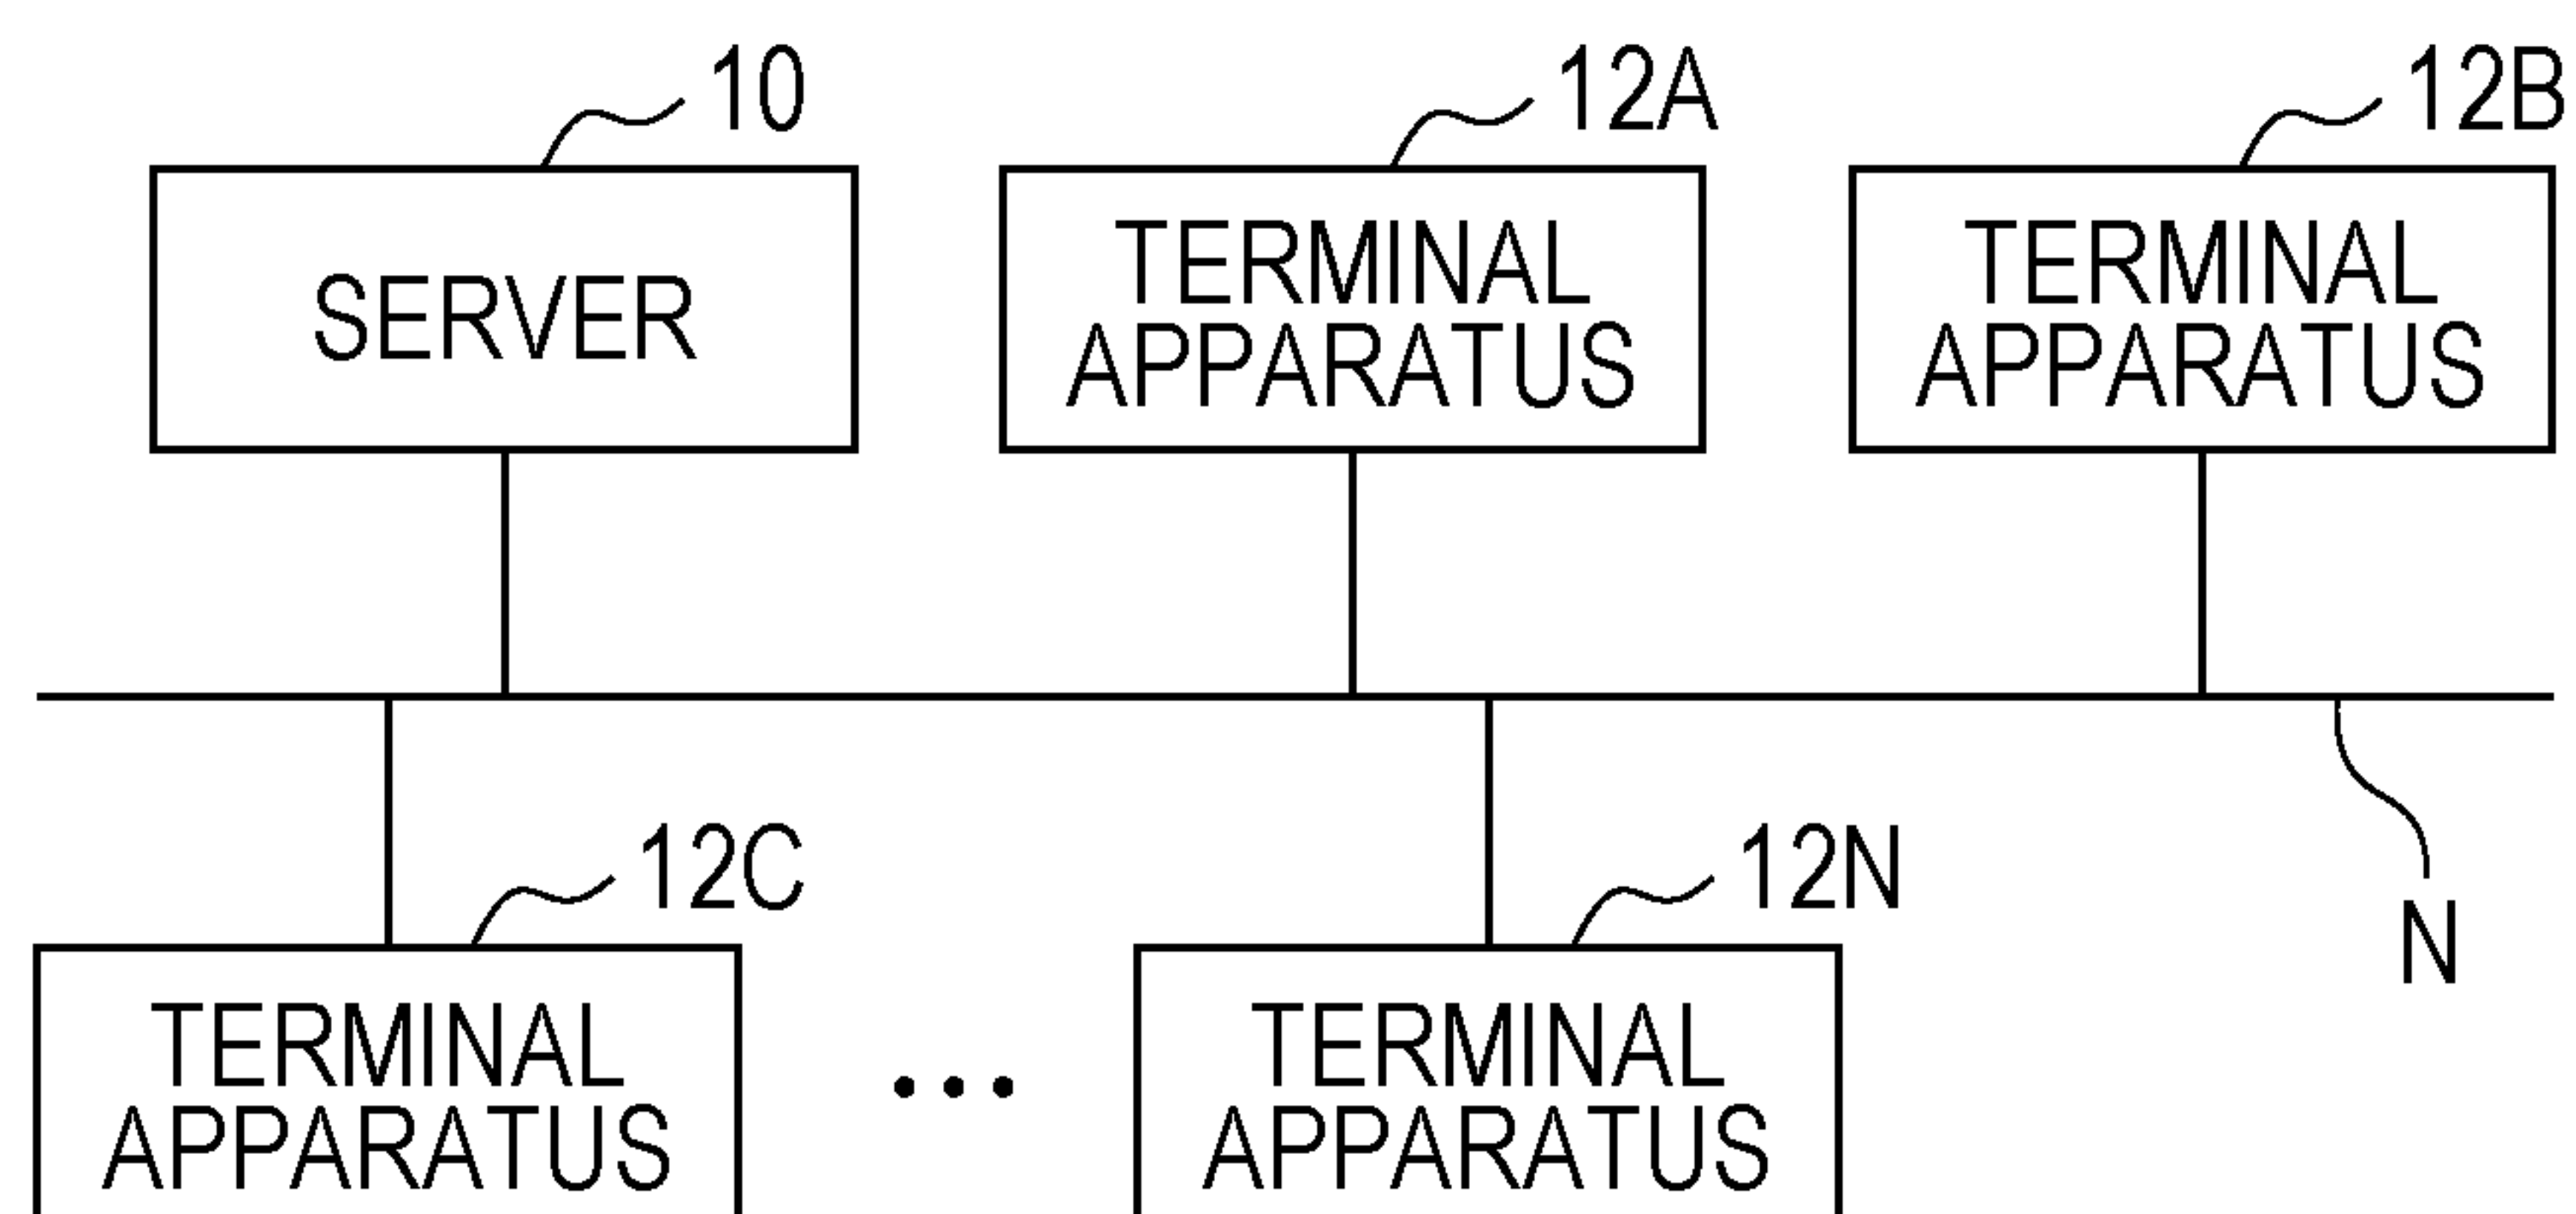 10
12A
12B
SERVER
TERMINAL
APPARATUS
TERMINAL
APPARATUS
12C
12N
N
TERMINAL
APPARATUS
...
TERMINAL
APPARATUS